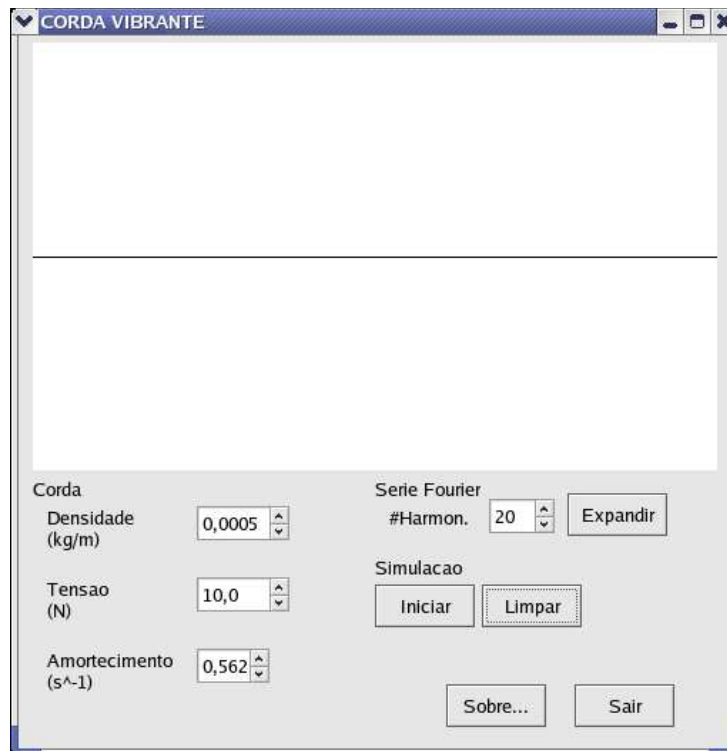 CORDA VIBRANTE
Corda
Densidade
(kg/m)
0,0005
Tensao
(N)
10,0
Amortecimento
(s^-1)
0,562
Serie Fourier
#Harmon.
20
Expandir
Simulacao
Iniciar
Limpar
Sobre...
Sair